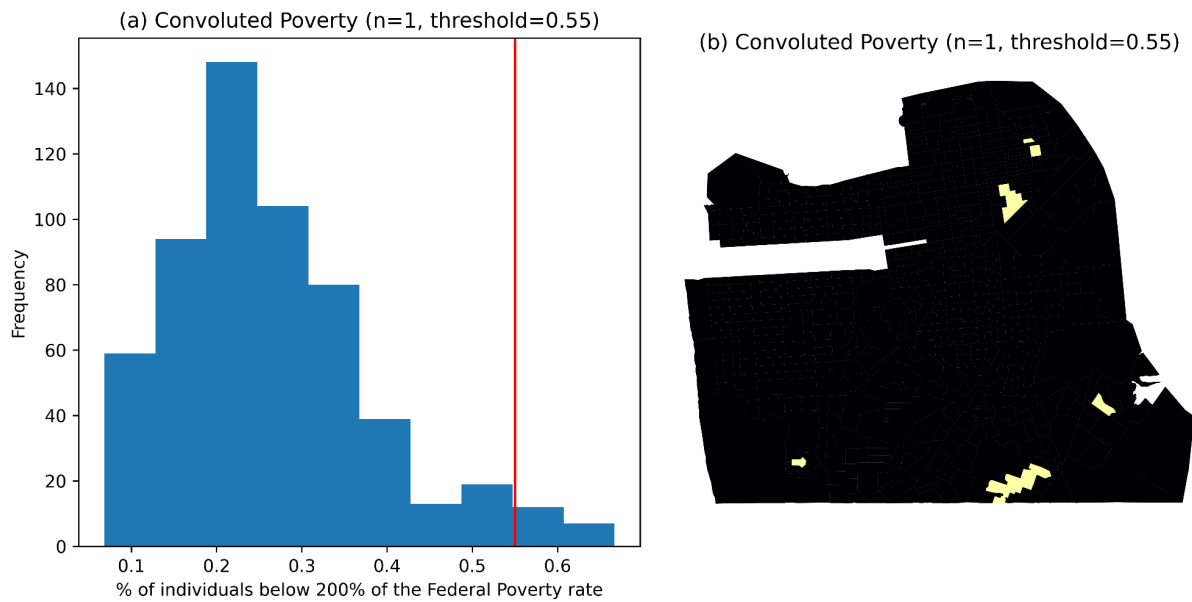 (a) Convoluted Poverty (n=1, threshold=0.55)
140
120
100
80
60
40
20
0
Frequency
0.1 0.2 0.3 0.4 0.5 0.6
% of individuals below 200% of the Federal Poverty rate
(b) Convoluted Poverty (n=1, threshold=0.55)